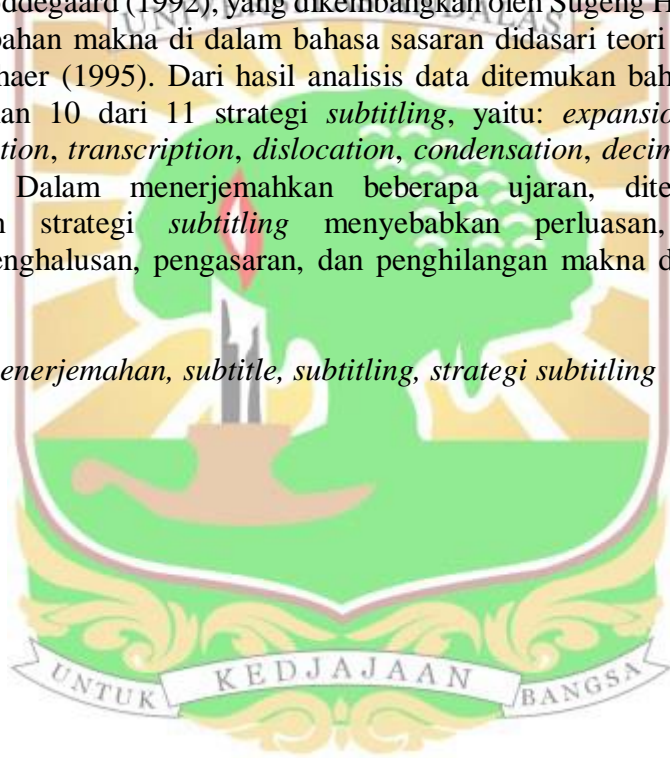 ddegaard (1992), yang dikembangkan oleh Sugeng H
bahan makna di dalam bahasa sasaran didasari teori
naer (1995). Dari hasil analisis data ditemukan bah
an 10 dari 11 strategi subtitling, yaitu: expansio
tion, transcription, dislocation, condensation, decim
Dalam menerjemahkan beberapa ujaran, dite
strategi subtitling menyebabkan perluasan,
enghalusan, pengasaran, dan penghilangan makna d
enerjemahan, subtitle, subtitling, strategi subtitling
UNTUK KEDJAJAAN BANGSA